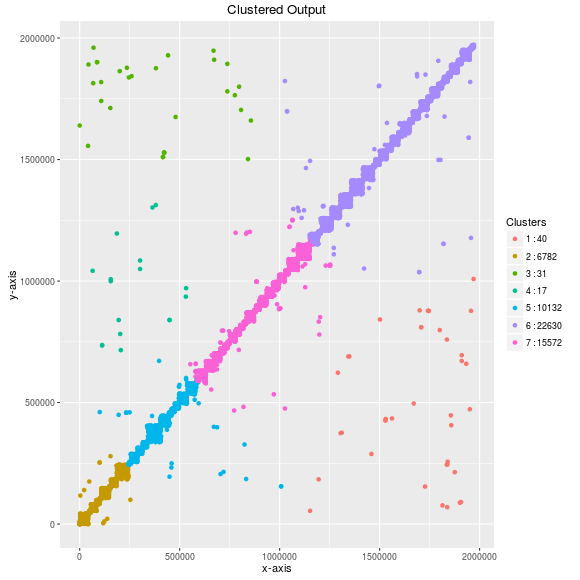 Clustered Output
2000000
1500000
1000000
500000
0
y-axis
0
500000
1000000
1500000
2000000
x-axis
Clusters
1 : 40
2 : 6782
3 : 31
4 : 17
5 : 10132
6 : 22630
7 : 15572